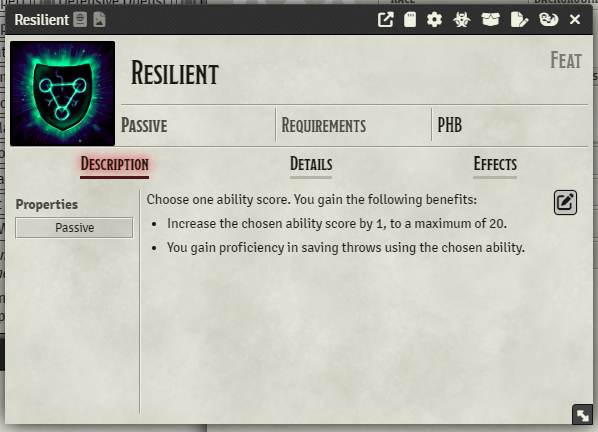 RACE
BACKGROUND
Resilient
Resilient
Feat
Passive
Requirements
PHB
Description
Details
Effects
Properties
Passive
Choose one ability score. You gain the following benefits:
• Increase the chosen ability score by 1, to a maximum of 20.
• You gain proficiency in saving throws using the chosen ability.